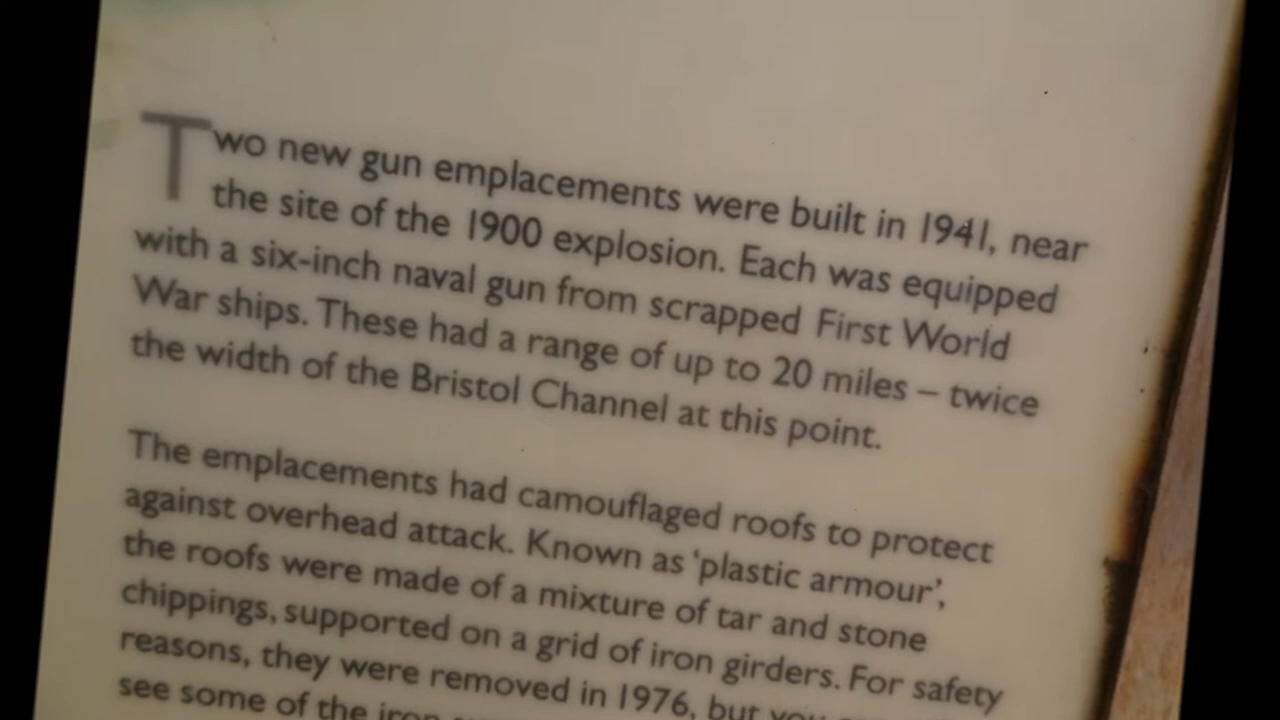 Two new gun emplacements were built in 1941, near
the site of the 1900 explosion. Each was equipped
with a six-inch naval gun from scrapped First World
War ships. These had a range of up to 20 miles – twice
the width of the Bristol Channel at this point.
The emplacements had camouflaged roofs to protect
against overhead attack. Known as ‘plastic armour’,
the roofs were made of a mixture of tar and stone
chippings, supported on a grid of iron girders. For safety
reasons, they were removed in 1976, but you
see some of the iron